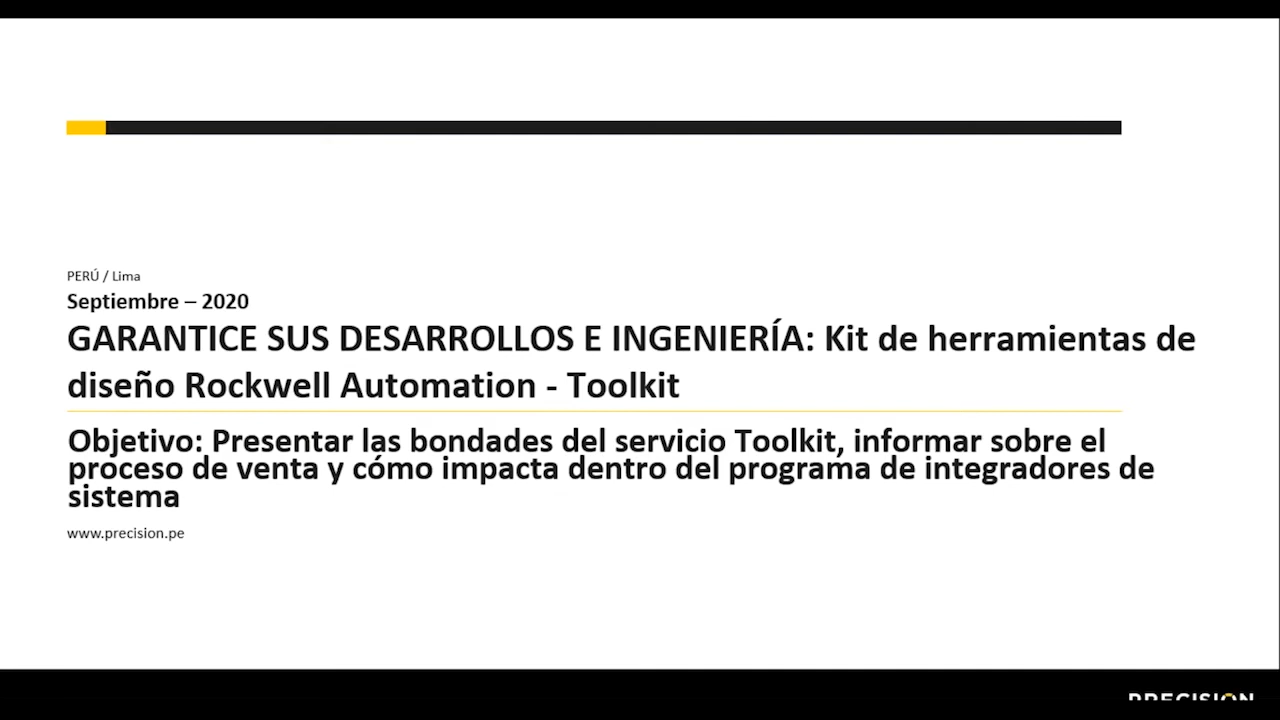 PERÚ / Lima
Septiembre – 2020
GARANTICE SUS DESARROLLOS E INGENIERÍA: Kit de herramientas de
diseño Rockwell Automation - Toolkit
Objetivo: Presentar las bondades del servicio Toolkit, informar sobre el
proceso de venta y cómo impacta dentro del programa de integradores de
sistema
www.precision.pe
PRECISION